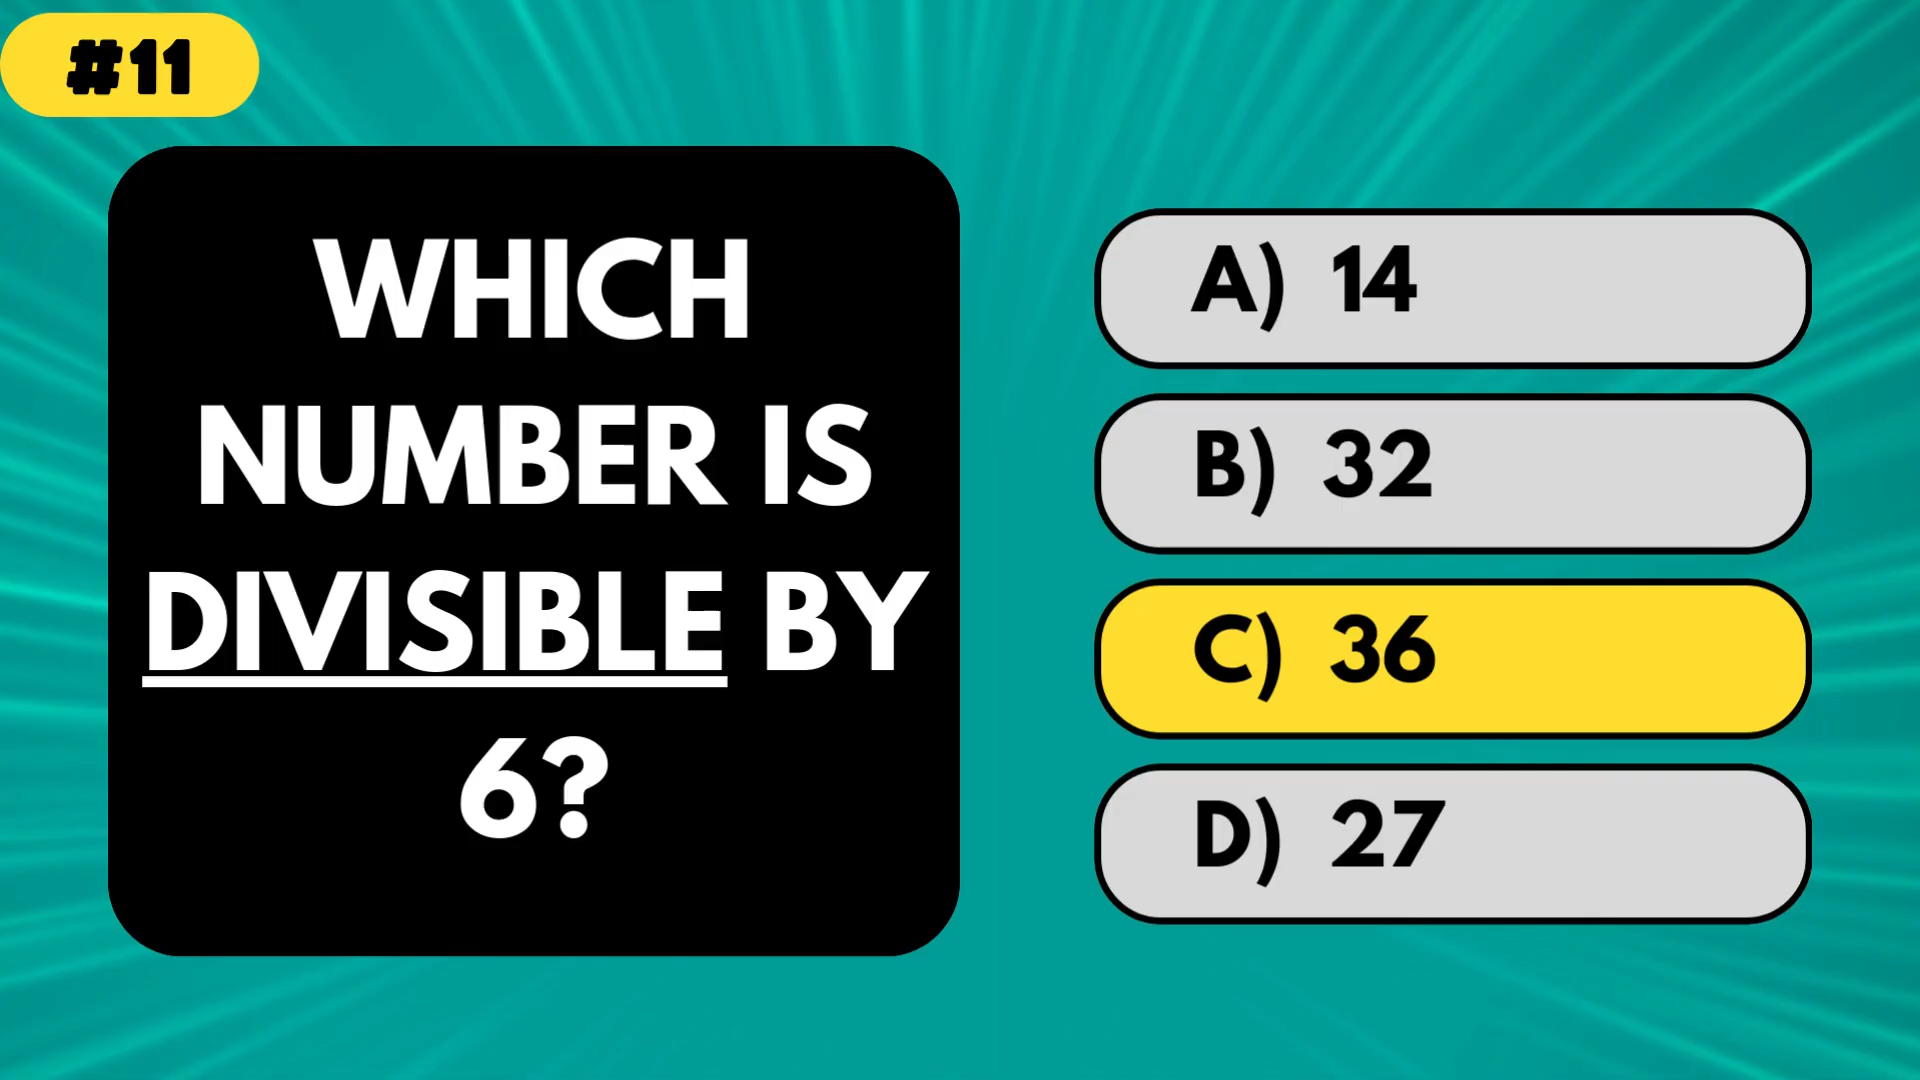 #11
WHICH
NUMBER IS
DIVISIBLE BY
6?
A) 14
B) 32
C) 36
D) 27